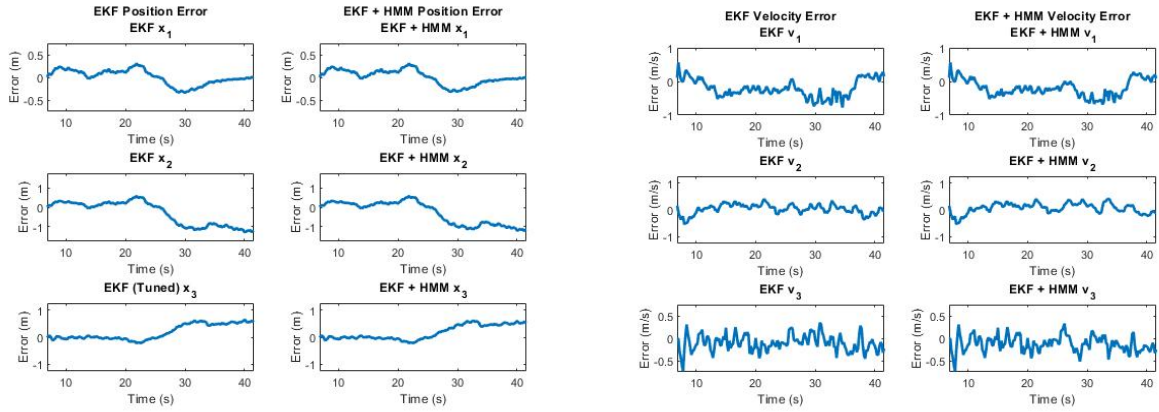 EKF Position Error
EKF x1
Error (m)
0.5
0
-0.5
10 20 30 40
Time (s)
EKF + HMM Position Error
EKF + HMM x1
Error (m)
0.5
0
-0.5
10 20 30 40
Time (s)
EKF x2
Error (m)
1
0
-1
10 20 30 40
Time (s)
EKF + HMM x2
Error (m)
1
0
-1
10 20 30 40
Time (s)
EKF (Tuned) x3
Error (m)
1
0
-1
10 20 30 40
Time (s)
EKF + HMM x3
Error (m)
1
0
-1
10 20 30 40
Time (s)
EKF Velocity Error
EKF v1
Error (m/s)
1
0
-1
10 20 30 40
Time (s)
EKF + HMM Velocity Error
EKF + HMM v1
Error (m/s)
1
0
-1
10 20 30 40
Time (s)
EKF v2
Error (m/s)
1
0
-1
10 20 30 40
Time (s)
EKF + HMM v2
Error (m/s)
1
0
-1
10 20 30 40
Time (s)
EKF v3
Error (m/s)
0.5
0
-0.5
10 20 30 40
Time (s)
EKF + HMM v3
Error (m/s)
0.5
0
-0.5
10 20 30 40
Time (s)